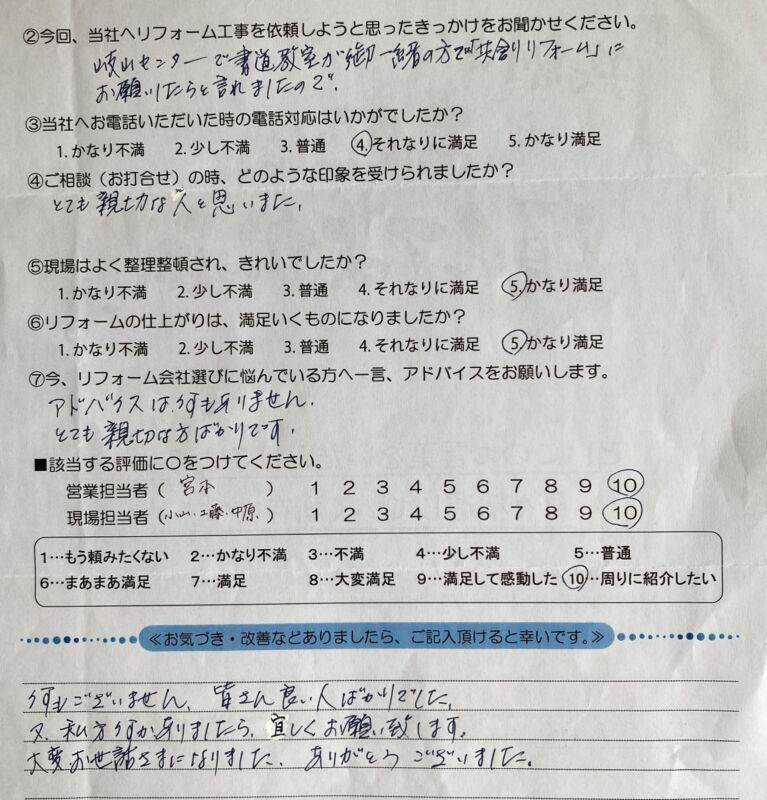 ②今回、当社へリフォーム工事を依頼しようと思ったきっかけをお聞かせください。
岐山センターで書道教室が御一緒の方で「共合リリフォーム」に
お願いしたらと言れましたので。
③当社へお電話いただいた時の電話対応はいかがでしたか？
1.かなり不満 2.少し不満 3.普通 4.それなりに満足 5.かなり満足
④ご相談（お打合せ）の時、どのような印象を受けられましたか？
とても親切な人と思いました。
⑤現場はよく整理整頓され、きれいでしたか？
1.かなり不満 2.少し不満 3.普通 4.それなりに満足 5.かなり満足
⑥リフォームの仕上がりは、満足いくものになりましたか？
1.かなり不満 2.少し不満 3.普通 4.それなりに満足 5.かなり満足
⑦今、リフォーム会社選びに悩んでいる方へ一言、アドバイスをお願いします。
アドバイスは何もありません.
とても親切な方ばかりです.
■該当する評価に〇をつけてください。
営業担当者（ 宮本 ） 1 2 3 4 5 6 7 8 9 10
現場担当者（小山、工藤、中原、） 1 2 3 4 5 6 7 8 9 10
1…もう頼みたくない 2…かなり不満 3…不満 4…少し不満 5…普通
6…まあまあ満足 7…満足 8…大変満足 9…満足して感動した 10…周りに紹介したい
≪お気づき・改善などありましたら、ご記入頂けると幸いです。≫
何もございません。皆さん良い人ばかりでした。
又、私方何かありましたら、宜しくお願い致します。
大変お世話さまになりました。ありがとうございました。